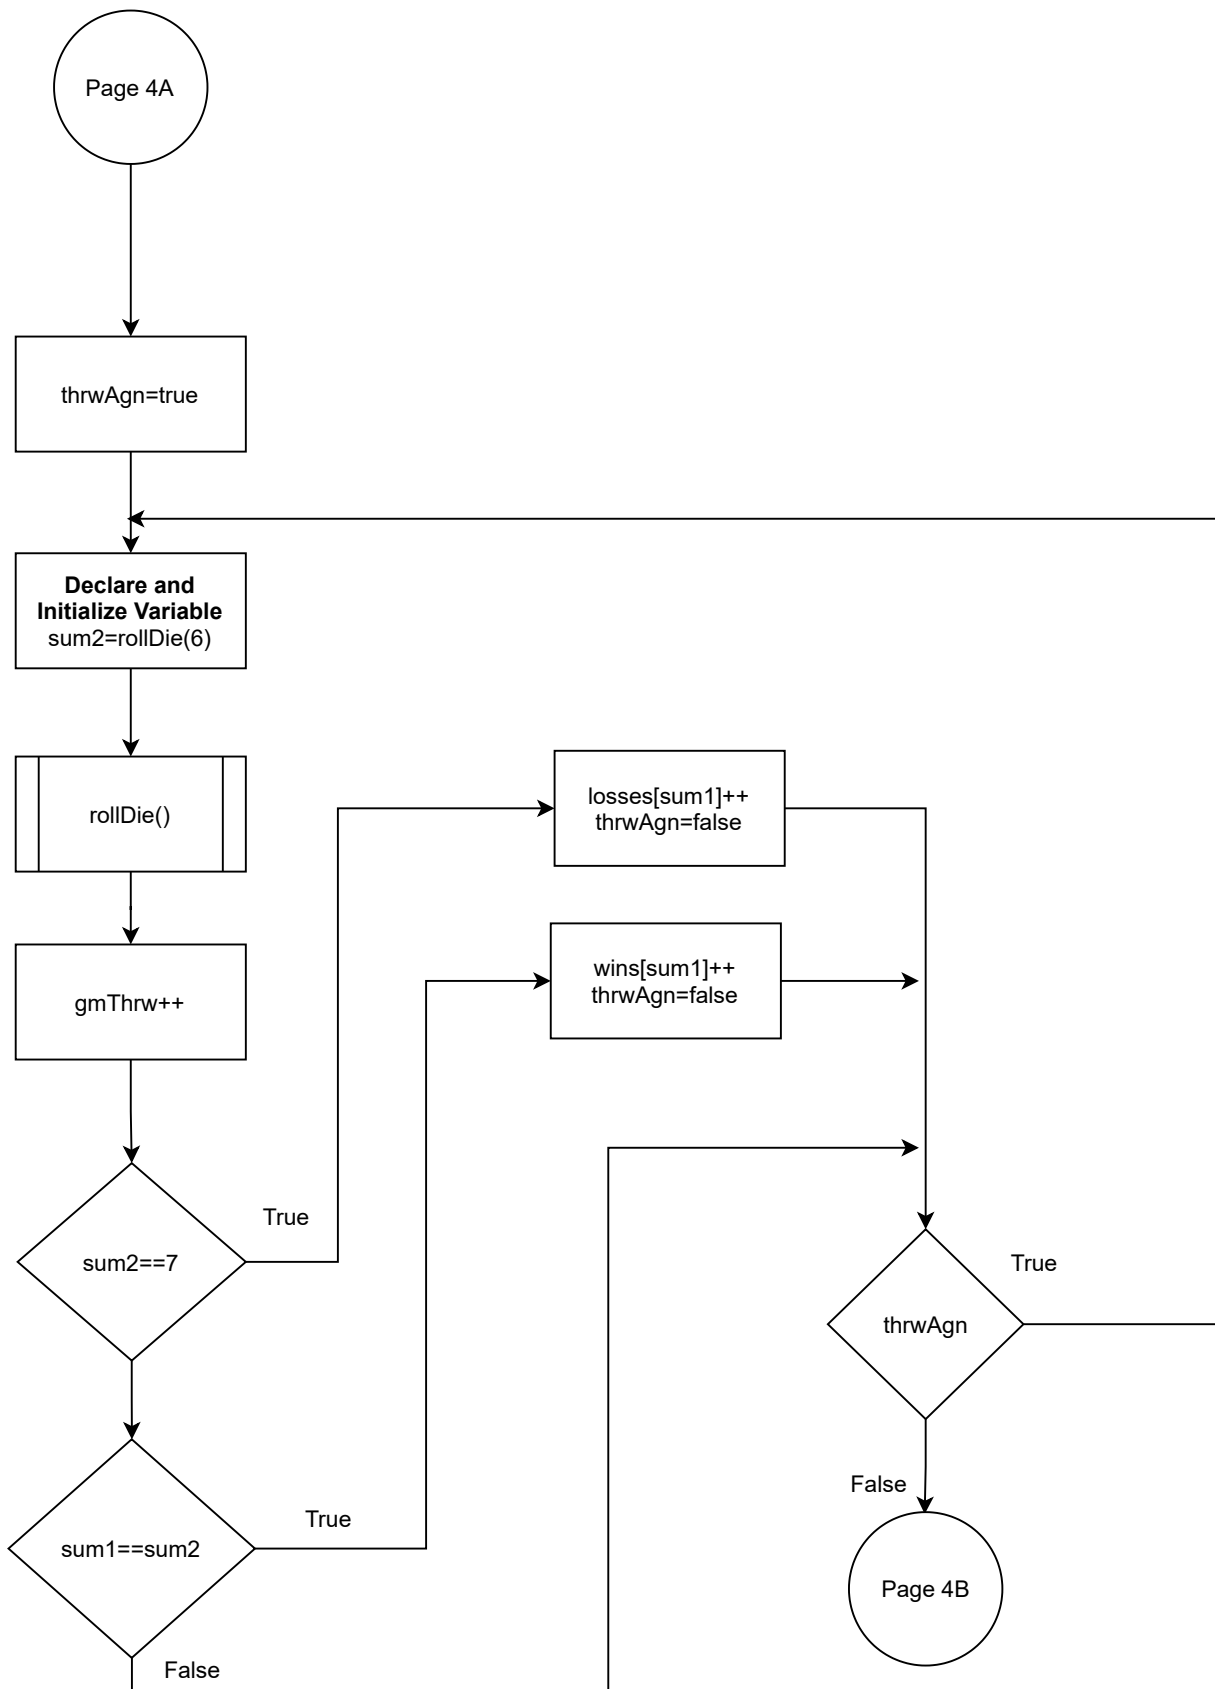 Page 4A
thrwAgn=true
Declare and
Initialize Variable
sum2=rollDie(6)
rollDie()
losses[sum1]++
thrwAgn=false
wins[sum1]++
thrwAgn=false
gmThrw++
True
sum2==7
True
thrwAgn
False
True
sum1==sum2
Page 4B
False